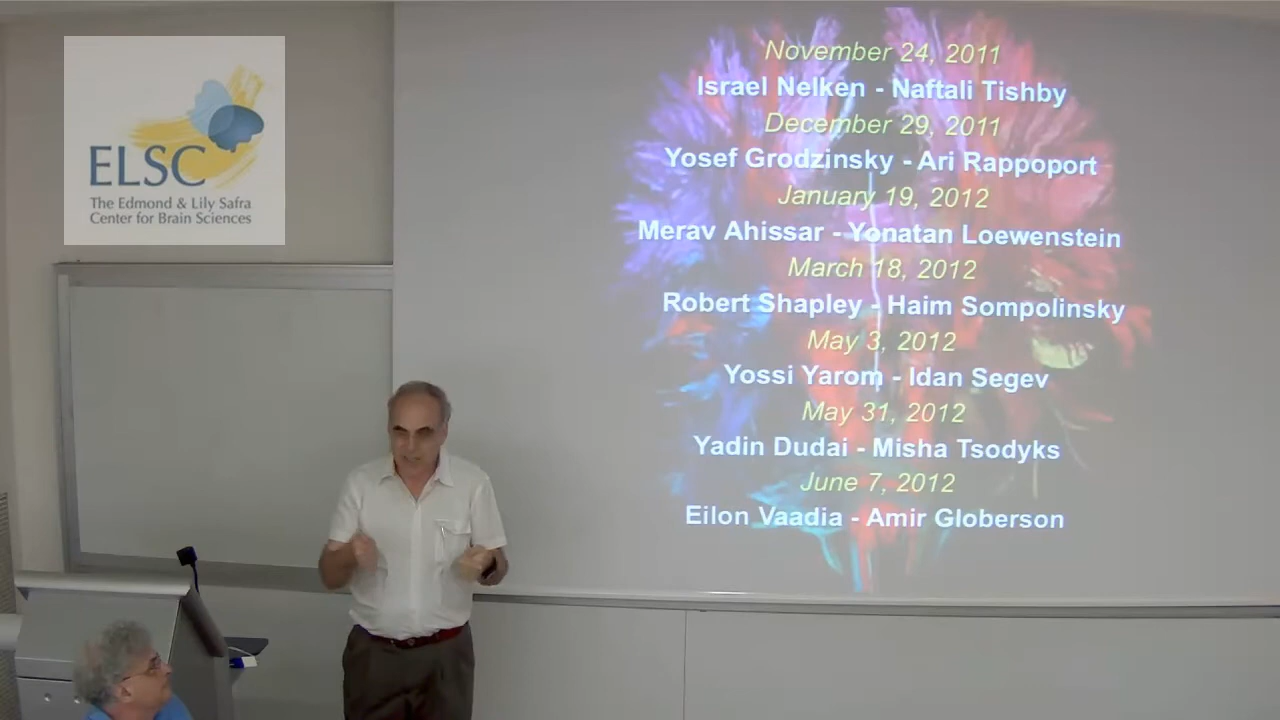 ELSC
The Edmond & Lily Safra
Center for Brain Sciences
November 24, 2011
Israel Nelken - Naftali Tishby
December 29, 2011
Yosef Grodzinsky - Ari Rappoport
January 19, 2012
Merav Ahissar - Yonatan Loewenstein
March 18, 2012
Robert Shapley - Haim Sompolinsky
May 3, 2012
Yossi Yarom - Idan Segev
May 31, 2012
Yadin Dudai - Misha Tsodyks
June 7, 2012
Eilon Vaadia - Amir Globerson